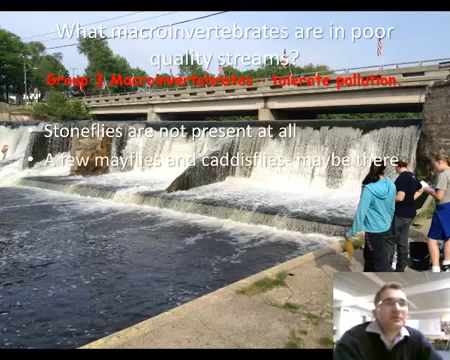 What macroinvertebrates are in poor
quality streams?
Group 3 Macroinvertebrates - tolerate pollution.
• Stoneflies are not present at all
• A few mayflies and caddisflies- maybe there